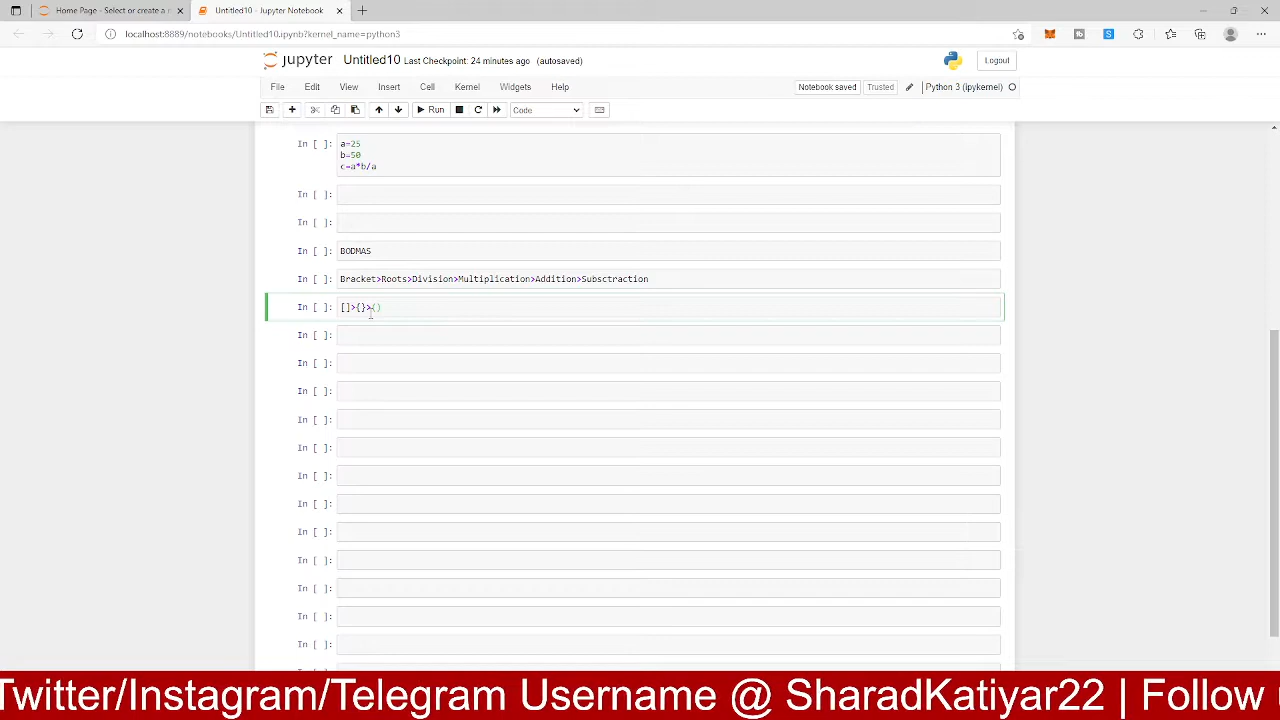 Home Page - Select or create a n
Untitled10 - Jupyter Notebook
localhost:8889/notebooks/Untitled10.ipynb?kernel_name=python3
jupyter Untitled10 Last Checkpoint: 24 minutes ago (autosaved)
Logout
File Edit View Insert Cell Kernel Widgets Help
Notebook saved Trusted Python 3 (ipykernel)
Run Code
In [ ]: a=25
b=50
c=a*b/a
In [ ]:
In [ ]:
In [ ]: BODMAS
In [ ]: Bracket>Roots>Division>Multiplication>Addition>Subsctraction
In [ ]: []>{}>()
In [ ]:
In [ ]:
In [ ]:
In [ ]:
In [ ]:
In [ ]:
In [ ]:
In [ ]:
In [ ]:
In [ ]:
In [ ]:
In [ ]:
Twitter/Instagram/Telegram Username @ SharadKatiyar22 | Follow